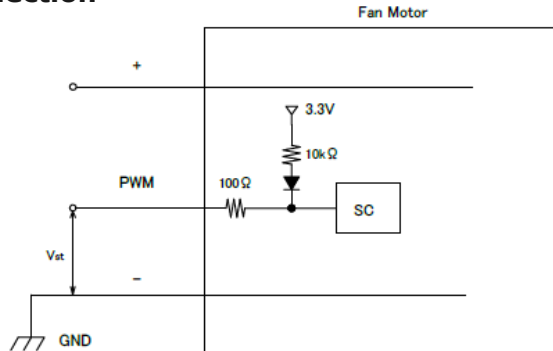 Fan Motor
+
3.3V
10kΩ
PWM
100Ω
SC
Vst
−
GND